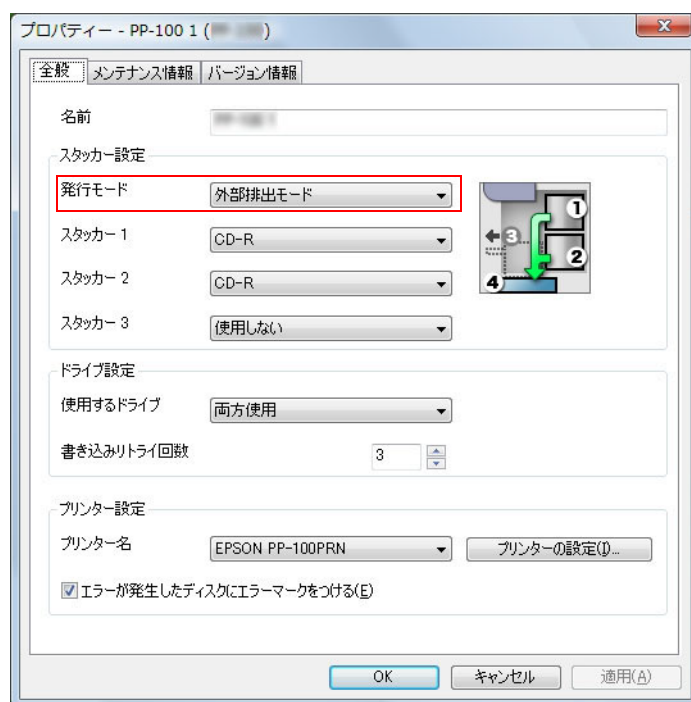 プロパティー - PP-100 1 ( )
全般 メンテナンス情報 バージョン情報
名前
スタッカー設定
発行モード 外部排出モード
スタッカー 1 CD-R
スタッカー 2 CD-R
スタッカー 3 使用しない
1
3
2
4
ドライブ設定
使用するドライブ 両方使用
書き込みリトライ回数 3
プリンター設定
プリンター名 EPSON PP-100PRN プリンターの設定(I)...
エラーが発生したディスクにエラーマークをつける(E)
OK キャンセル 適用(A)